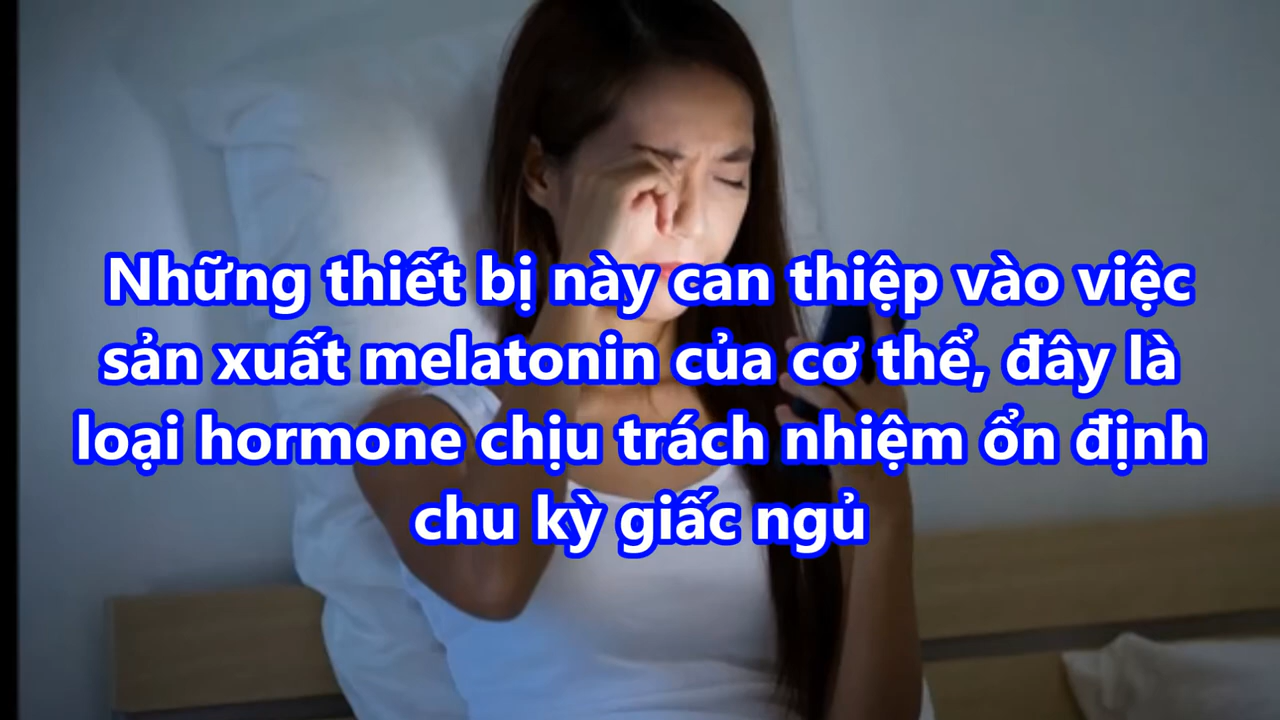 Những thiết bị này can thiệp vào việc
sản xuất melatonin của cơ thể, đây là
loại hormone chịu trách nhiệm ổn định
chu kỳ giấc ngủ